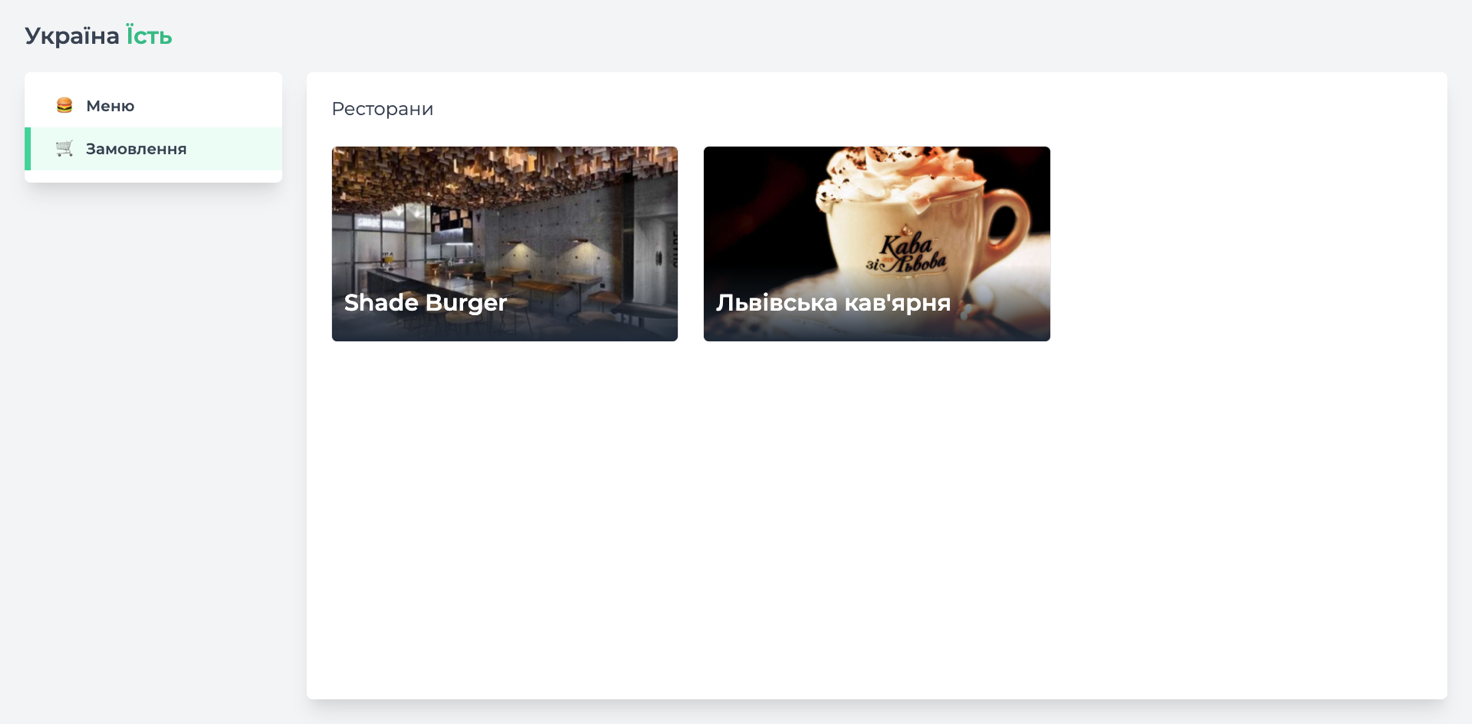 Україна Їсть
Меню
Замовлення
Ресторани
Shade Burger
Кава
зі Львова
Львівська кав'ярня